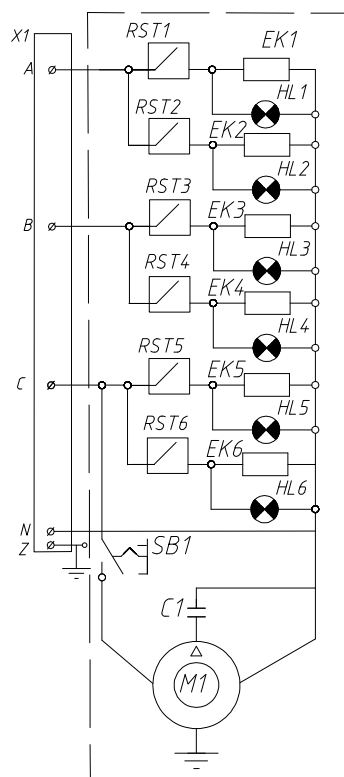 X1
RST1
EK1
A
HL1
RST2
EK2
HL2
RST3
EK3
B
HL3
RST4
EK4
HL4
RST5
EK5
C
HL5
RST6
EK6
HL6
N
Z
SB1
C1
M1